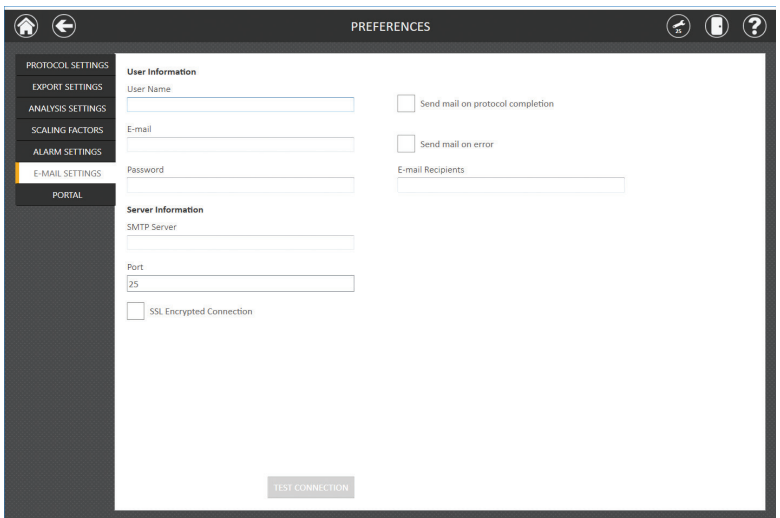 PREFERENCES
25
?
PROTOCOL SETTINGS
EXPORT SETTINGS
ANALYSIS SETTINGS
SCALING FACTORS
ALARM SETTINGS
E-MAIL SETTINGS
PORTAL
User Information
User Name
E-mail
Password
Server Information
SMTP Server
Port
25
SSL Encrypted Connection
Send mail on protocol completion
Send mail on error
E-mail Recipients
TEST CONNECTION